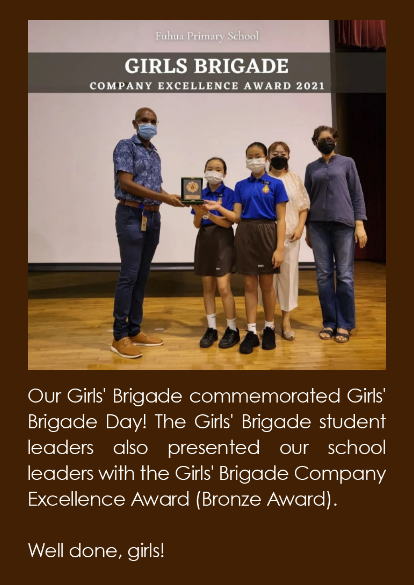 Fuhua Primary School
GIRLS BRIGADE
COMPANY EXCELLENCE AWARD 2021
Our Girls' Brigade commemorated Girls'
Brigade Day! The Girls' Brigade student
leaders also presented our school
leaders with the Girls' Brigade Company
Excellence Award (Bronze Award).
Well done, girls!